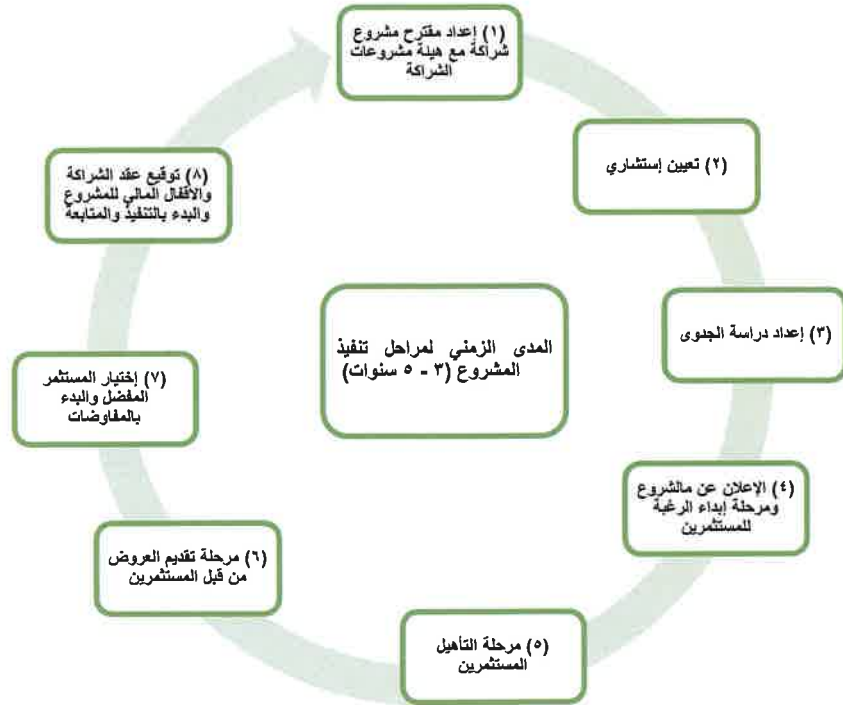 (١) إعداد مقترح مشروع
شراكة مع هيئة مشروعات
الشراكة
(٢) تعيين إستشاري
(٣) إعداد دراسة الجدوى
(٤) الإعلان عن مالشروع
ومرحلة إبداء الرغبة
للمستثمرين
(٥) مرحلة التأهيل
المستثمرين
(٦) مرحلة تقديم العروض
من قبل المستثمرين
(٧) إختيار المستثمر
المفضل والبدء
بالمفاوضات
(٨) توقيع عقد الشراكة
والاقفال المالي للمشروع
والبدء بالتنفيذ والمتابعة
المدى الزمني لمراحل تنفيذ
المشروع (٣ - ٥ سنوات)